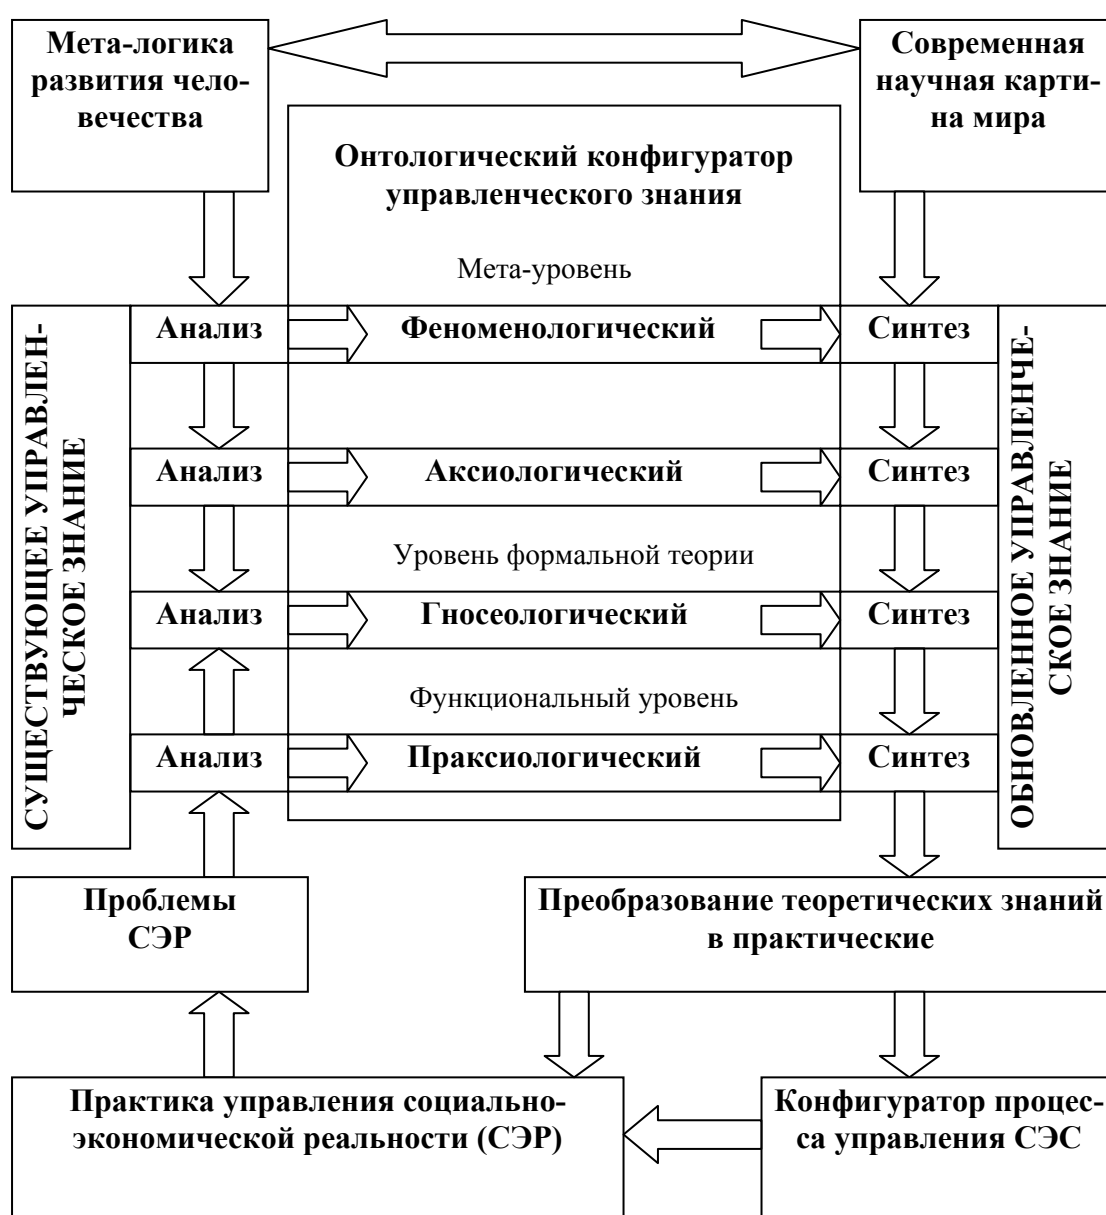 Мета-логика
развития чело-
вечества
Современная
научная карти-
на мира
Онтологический конфигуратор
управленческого знания
Мета-уровень
СУЩЕСТВУЮЩЕЕ УПРАВЛЕН-
ЧЕСКОЕ ЗНАНИЕ
Анализ
Феноменологический
Синтез
Анализ
Аксиологический
Синтез
Уровень формальной теории
Анализ
Гносеологический
Синтез
Функциональный уровень
Анализ
Праксиологический
Синтез
ОБНОВЛЕННОЕ УПРАВЛЕНЧЕ-
СКОЕ ЗНАНИЕ
Проблемы
СЭР
Преобразование теоретических знаний
в практические
Практика управления социально-
экономической реальности (СЭР)
Конфигуратор процес-
са управления СЭС